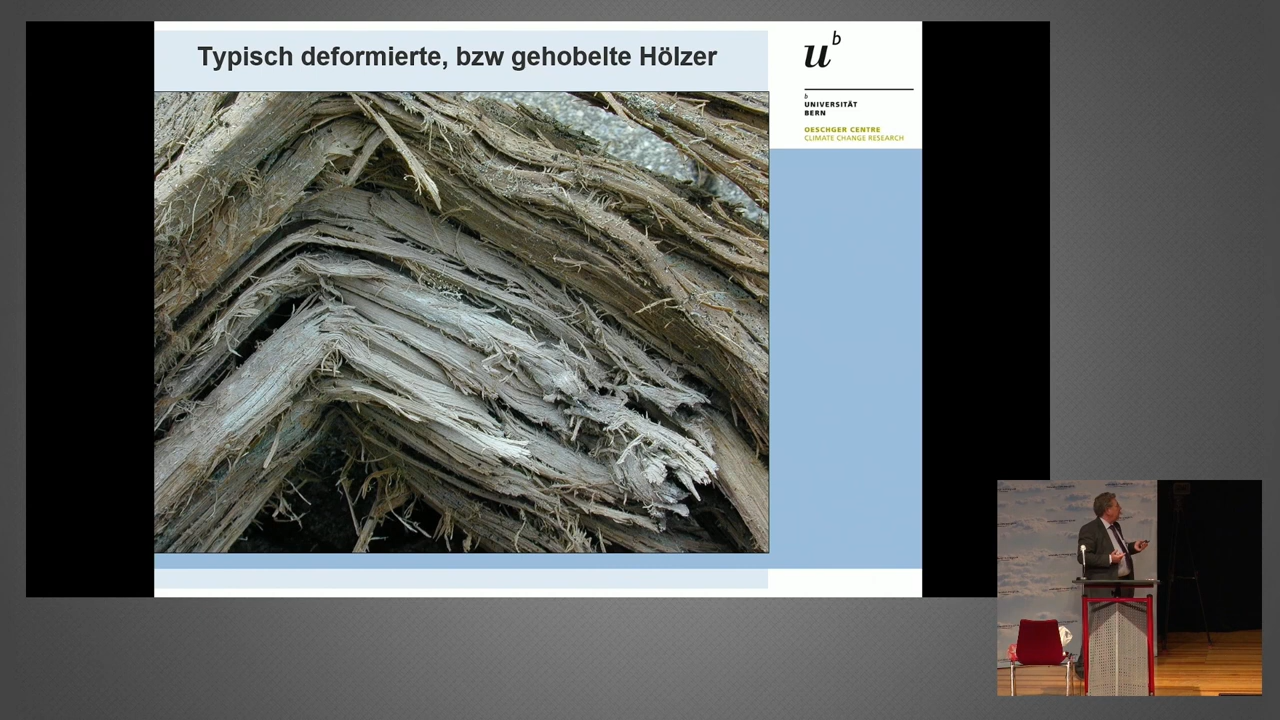 Typisch deformierte, bzw gehobelte Hölzer
u b
b
UNIVERSITÄT
BERN
OESCHGER CENTRE
CLIMATE CHANGE RESEARCH